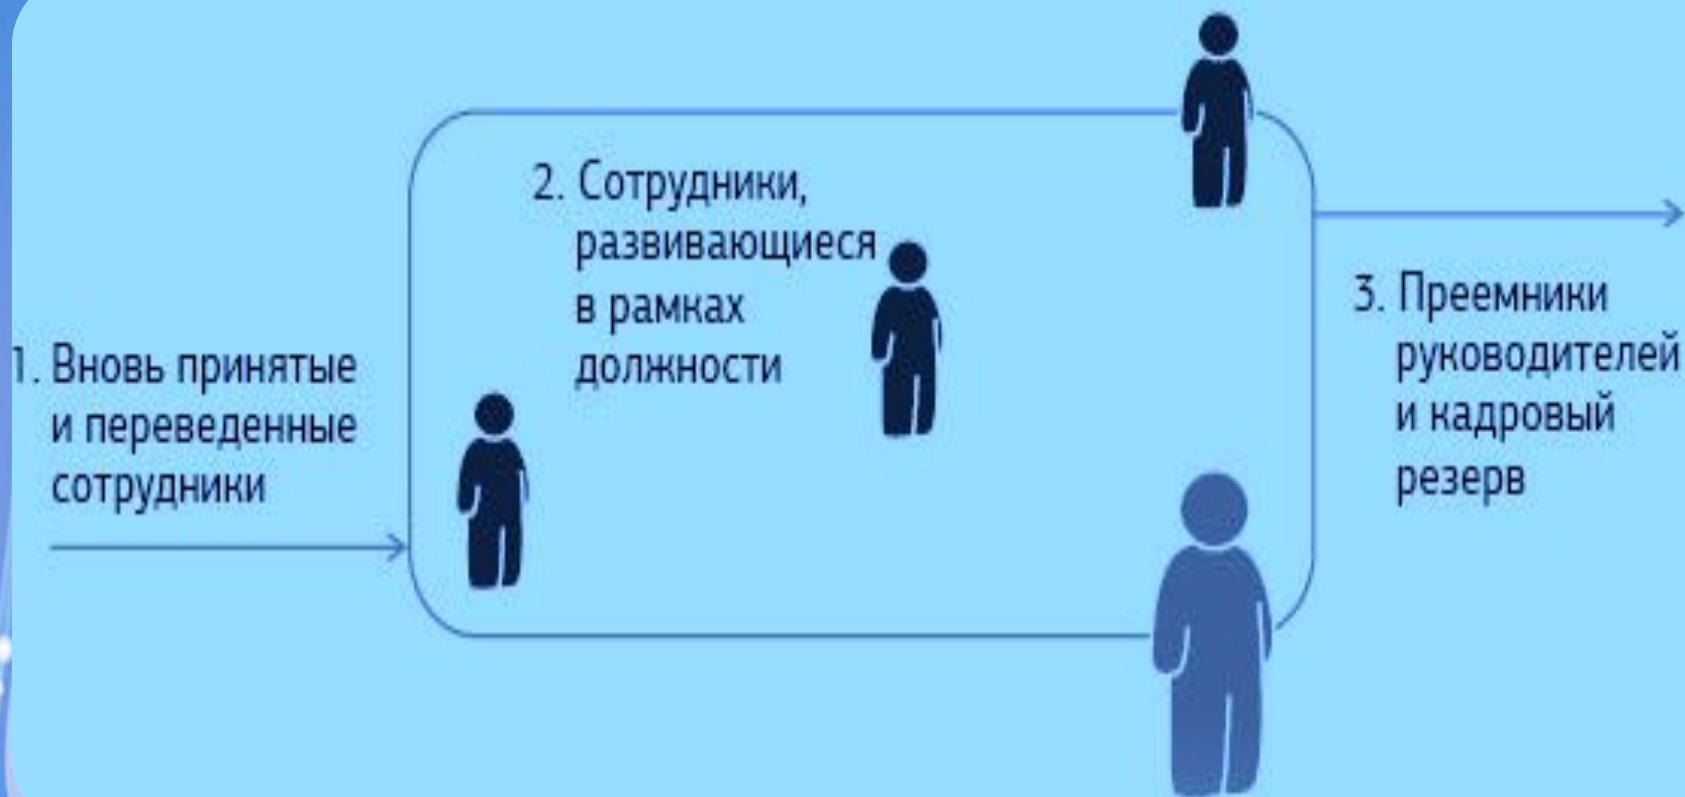 1. Вновь принятые
и переведенные
сотрудники
2. Сотрудники,
развивающиеся
в рамках
должности
3. Преемники
руководителей
и кадровый
резерв